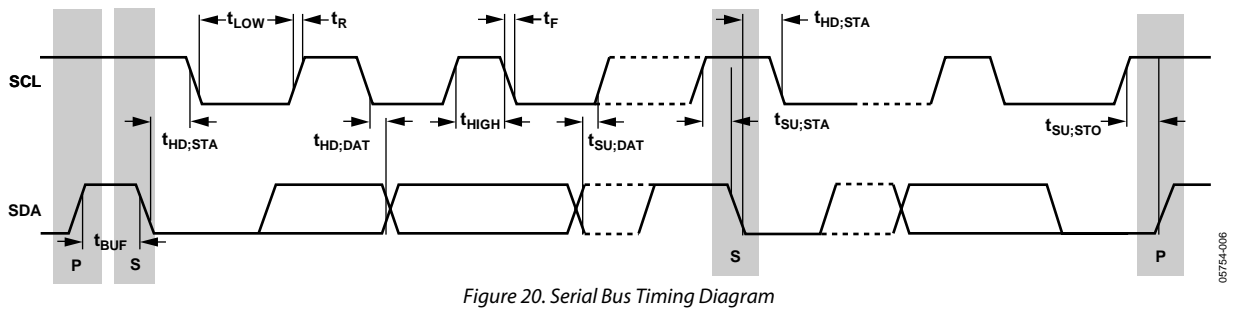 tLOW
tR
tF
tHD;STA
SCL
tHD;STA
tHD;DAT
tHIGH
tSU;DAT
tSU;STA
tSU;STO
SDA
tBUF
P
S
S
P
05754-006
Figure 20. Serial Bus Timing Diagram